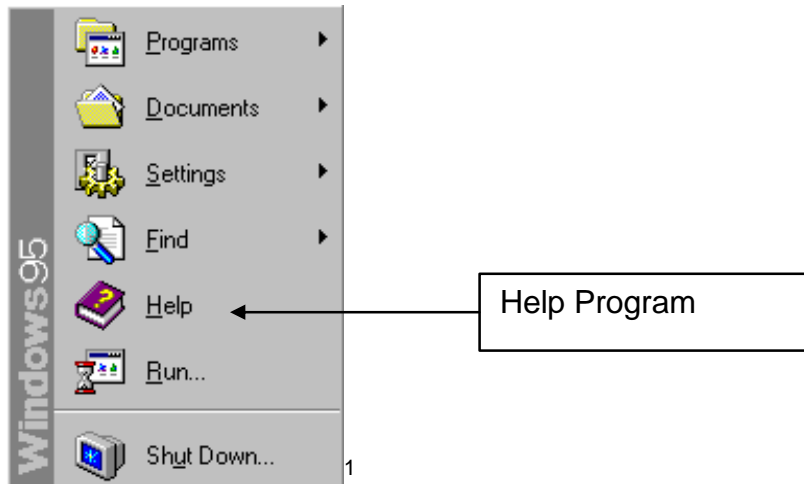 Programs
Documents
Settings
Find
Help
Help Program
Run...
Shut Down...
1
Windows95